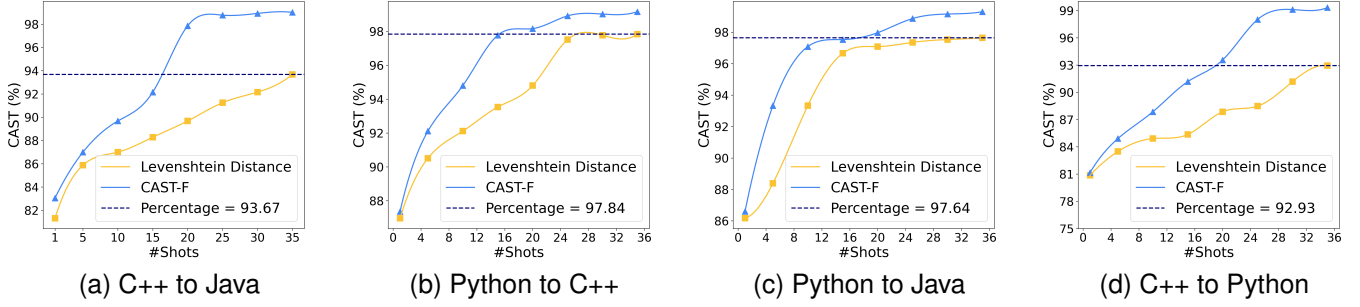 98
96
94
92
90
88
86
84
82
CAST (%)
Levenshtein Distance
CAST-F
Percentage = 93.67
1 5 10 15 20 25 30 35
#Shots
(a) C++ to Java
98
96
94
92
90
88
CAST (%)
Levenshtein Distance
CAST-F
Percentage = 97.84
0 4 8 12 16 20 24 28 32 36
#Shots
(b) Python to C++
98
96
94
92
90
88
86
CAST (%)
Levenshtein Distance
CAST-F
Percentage = 97.64
0 4 8 12 16 20 24 28 32 36
#Shots
(c) Python to Java
99
96
93
90
87
84
81
78
75
CAST (%)
Levenshtein Distance
CAST-F
Percentage = 92.93
0 4 8 12 16 20 24 28 32 36
#Shots
(d) C++ to Python